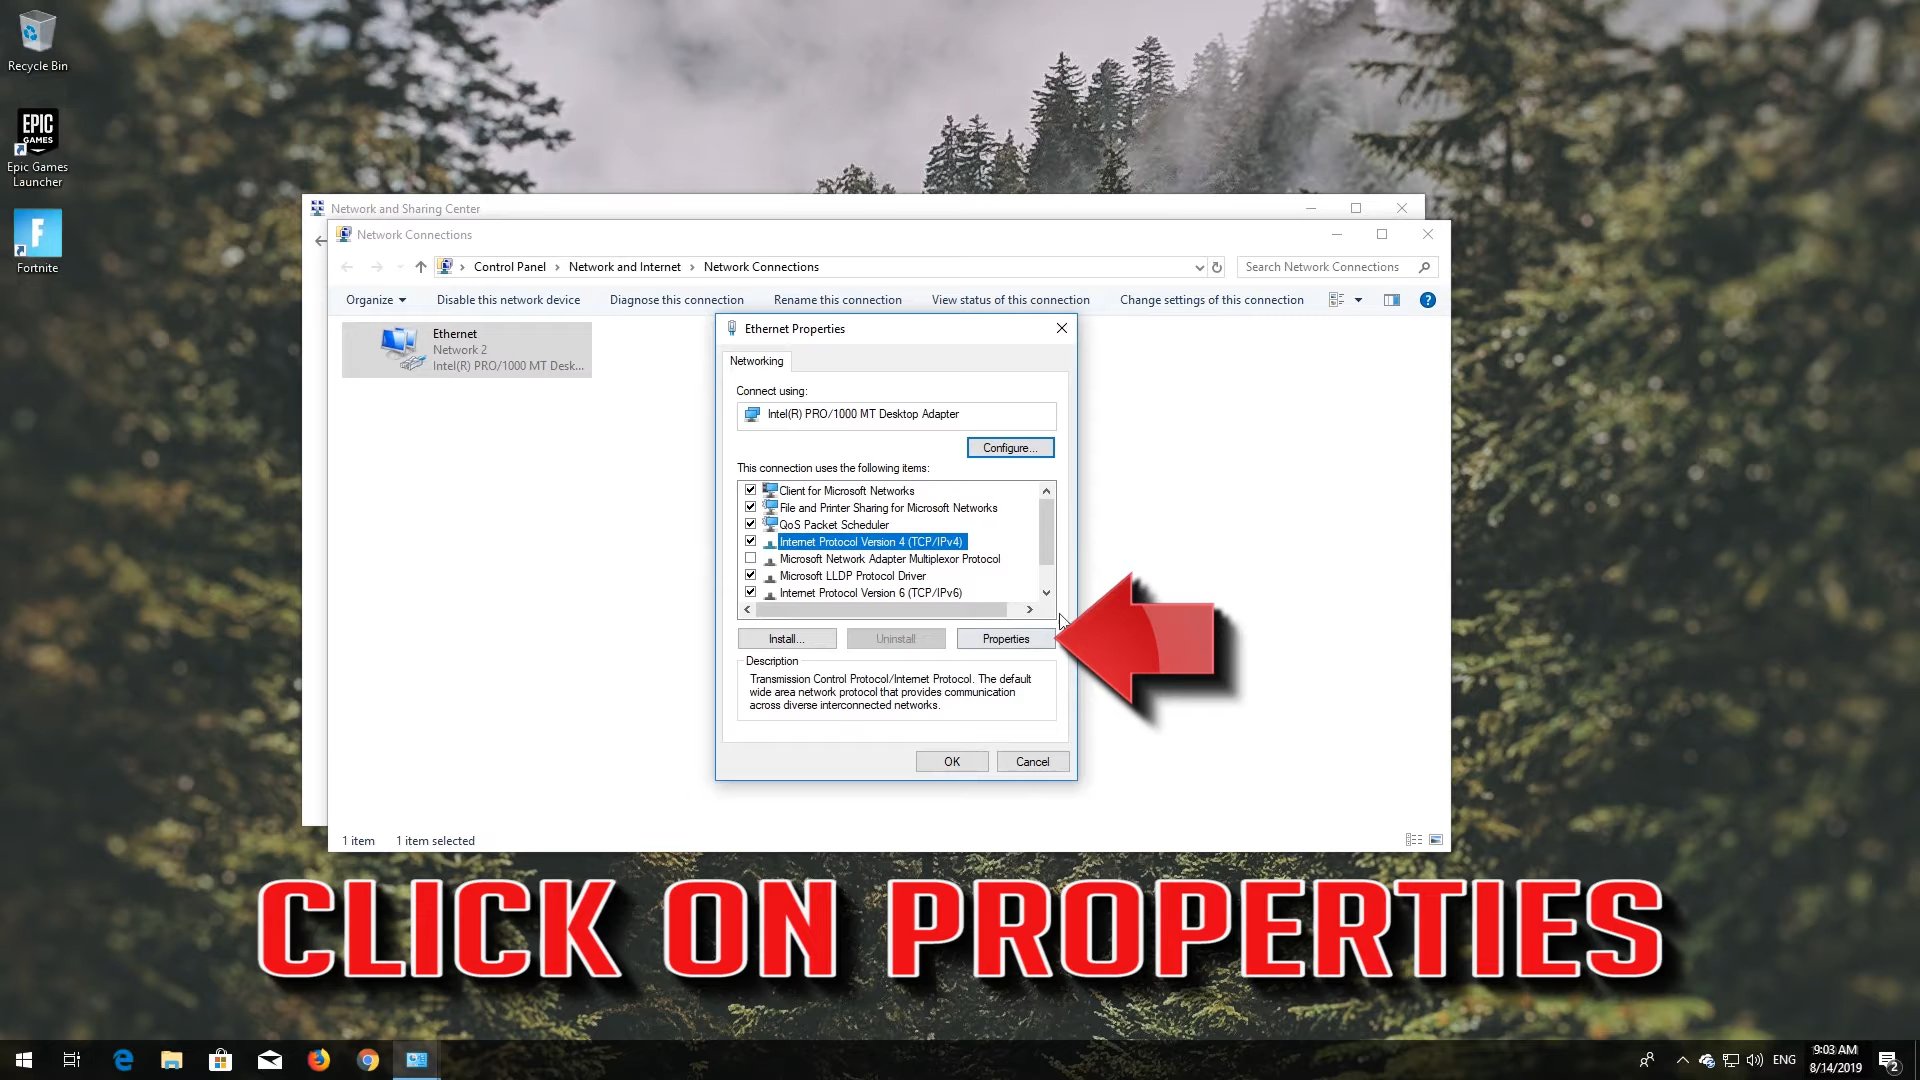 Recycle Bin
EPIC
GAMES
Epic Games
Launcher
F
Fortnite
Network and Sharing Center
Network Connections
Control Panel > Network and Internet > Network Connections
Search Network Connections
Organize
Disable this network device
Diagnose this connection
Rename this connection
View status of this connection
Change settings of this connection
?
Ethernet
Network 2
Intel(R) PRO/1000 MT Desk...
Ethernet Properties
Networking
Connect using:
Intel(R) PRO/1000 MT Desktop Adapter
Configure...
This connection uses the following items:
Client for Microsoft Networks
File and Printer Sharing for Microsoft Networks
QoS Packet Scheduler
Internet Protocol Version 4 (TCP/IPv4)
Microsoft Network Adapter Multiplexor Protocol
Microsoft LLDP Protocol Driver
Internet Protocol Version 6 (TCP/IPv6)
Install...
Uninstall
Properties
Description
Transmission Control Protocol/Internet Protocol. The default
wide area network protocol that provides communication
across diverse interconnected networks.
OK
Cancel
1 item
1 item selected
CLICK ON PROPERTIES
ENG
9:03 AM
8/14/2019
2